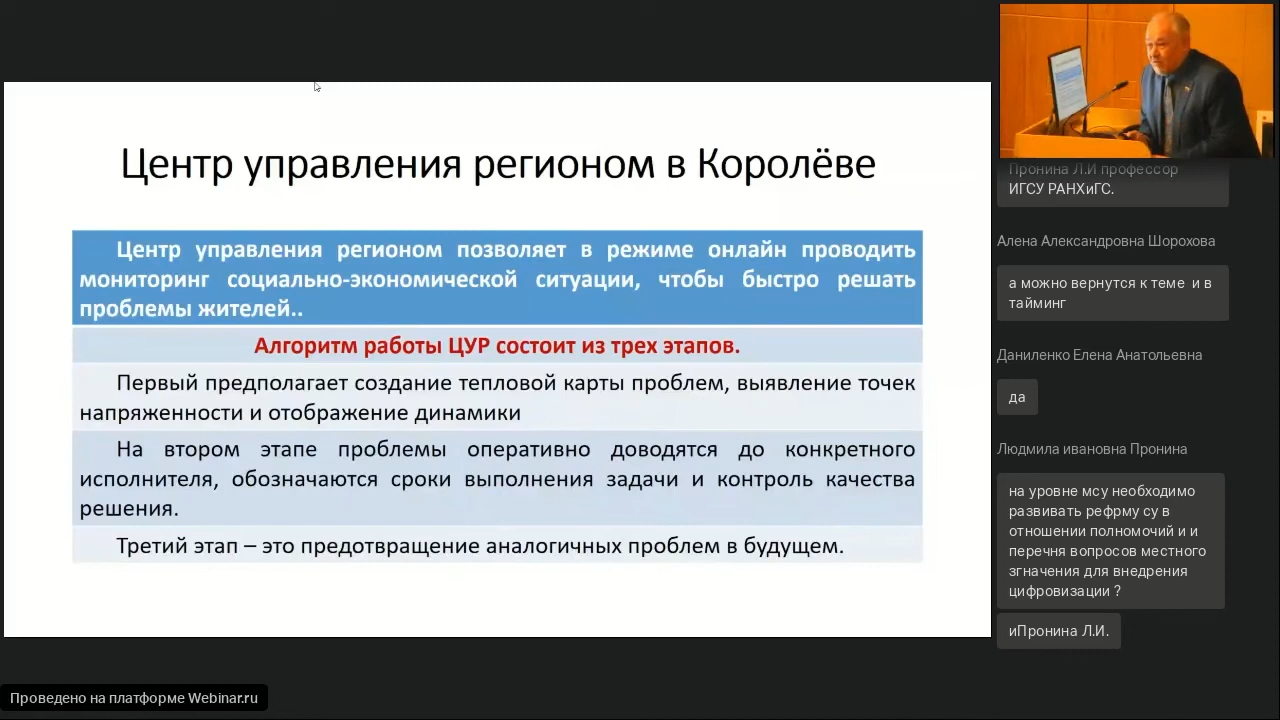 Центр управления регионом в Королёве
Центр управления регионом позволяет в режиме онлайн проводить
мониторинг социально-экономической ситуации, чтобы быстро решать
проблемы жителей..
Алгоритм работы ЦУР состоит из трех этапов.
Первый предполагает создание тепловой карты проблем, выявление точек
напряженности и отображение динамики
На втором этапе проблемы оперативно доводятся до конкретного
исполнителя, обозначаются сроки выполнения задачи и контроль качества
решения.
Третий этап – это предотвращение аналогичных проблем в будущем.
Пронина Л.И профессор
ИГСУ РАНХиГС.
Алена Александровна Шорохова
а можно вернутся к теме и в
тайминг
Даниленко Елена Анатольевна
да
Людмила ивановна Пронина
на уровне мсу необходимо
развивать рефрму су в
отношении полномочий и и
перечня вопросов местного
згначения для внедрения
цифровизации ?
иПронина Л.И.
Проведено на платформе Webinar.ru